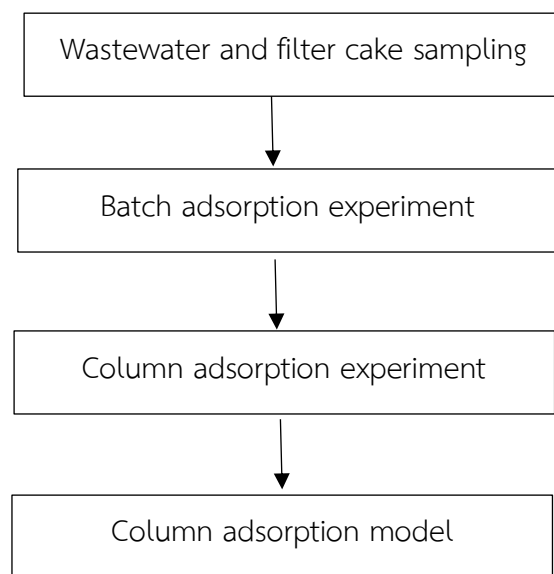 Wastewater and filter cake sampling
Batch adsorption experiment
Column adsorption experiment
Column adsorption model